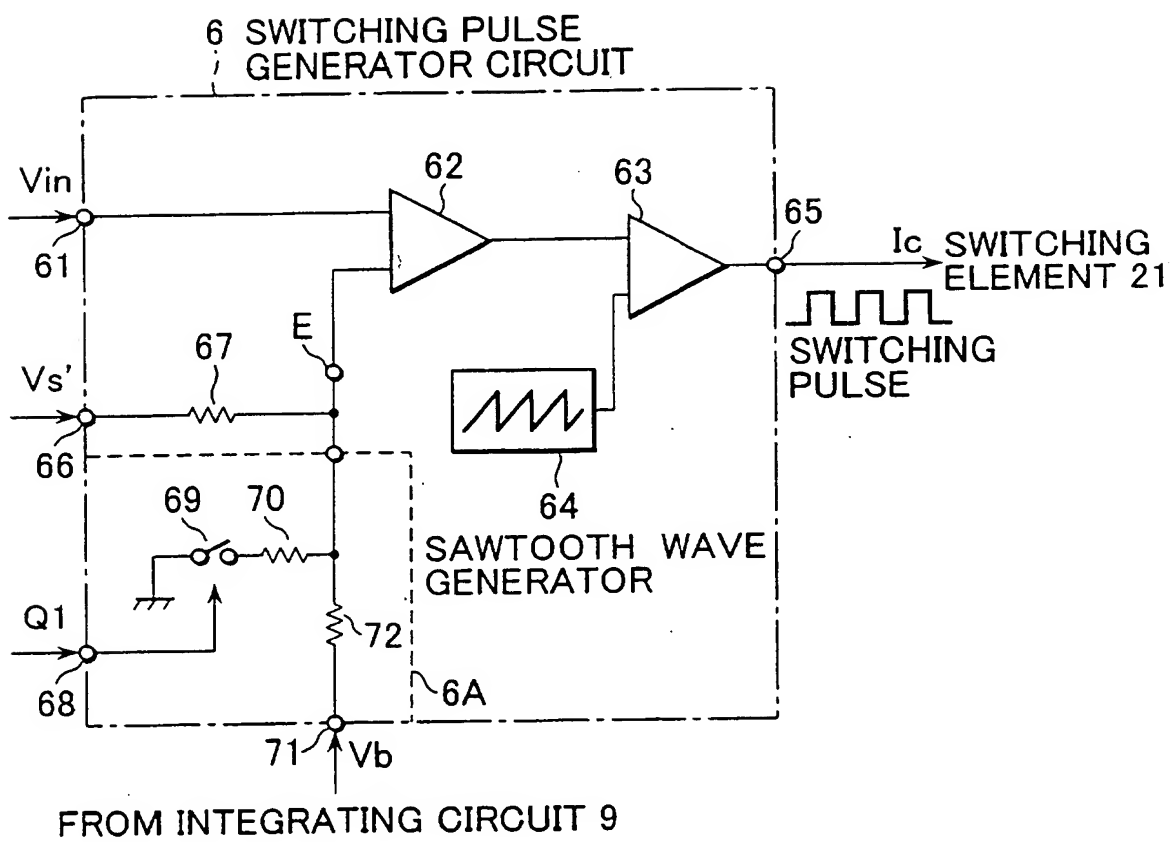 6 SWITCHING PULSE
GENERATOR CIRCUIT
Vin
62
63
65
61
Ic SWITCHING
ELEMENT 21
E
67
SWITCHING
PULSE
Vs'
66
64
69
70
SAWTOOTH WAVE
GENERATOR
Q1
72
68
6A
71
Vb
FROM INTEGRATING CIRCUIT 9